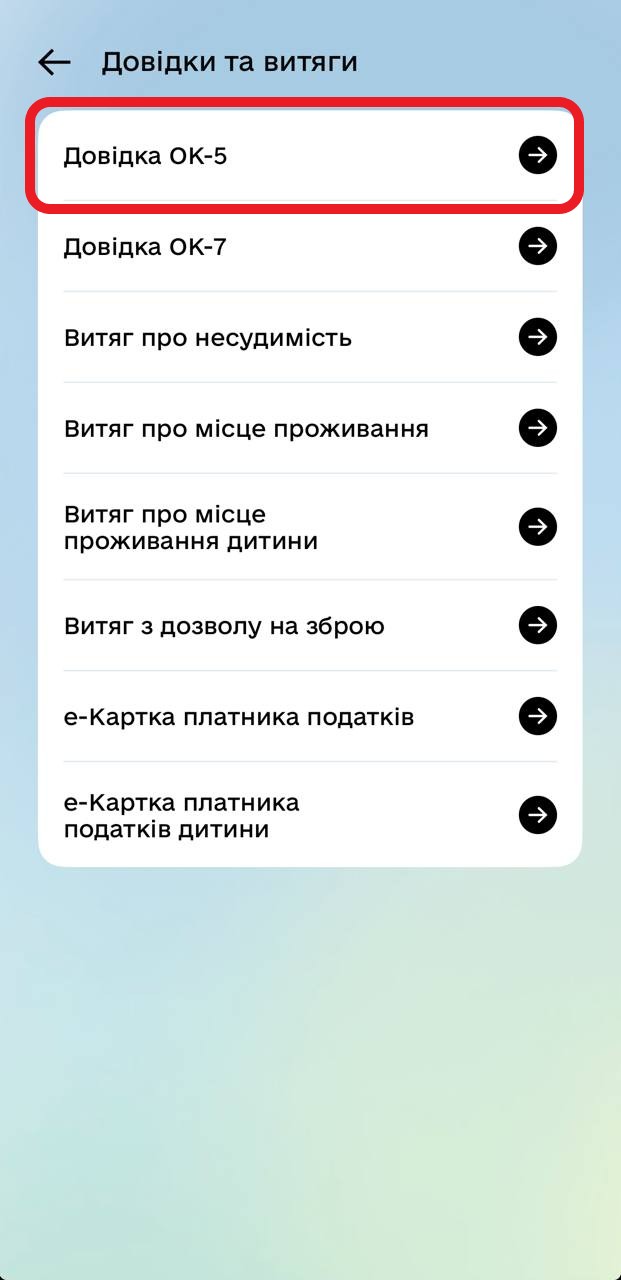 Довідки та витяги
Довідка ОК-5
Довідка ОК-7
Витяг про несудимість
Витяг про місце проживання
Витяг про місце
проживання дитини
Витяг з дозволу на зброю
е-Картка платника податків
е-Картка платника
податків дитини